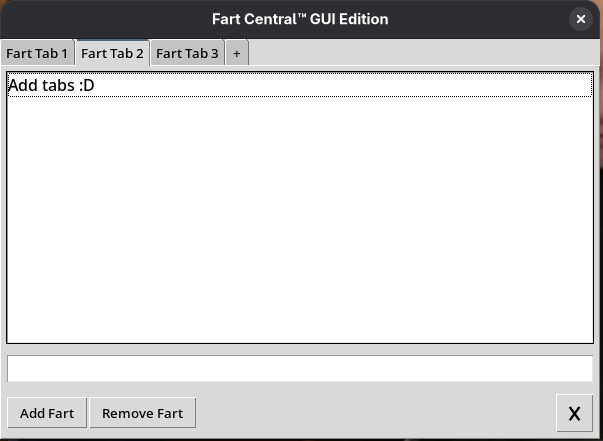 Fart Central™ GUI Edition
Fart Tab 1 Fart Tab 2 Fart Tab 3 +
Add tabs :D
Add Fart Remove Fart X